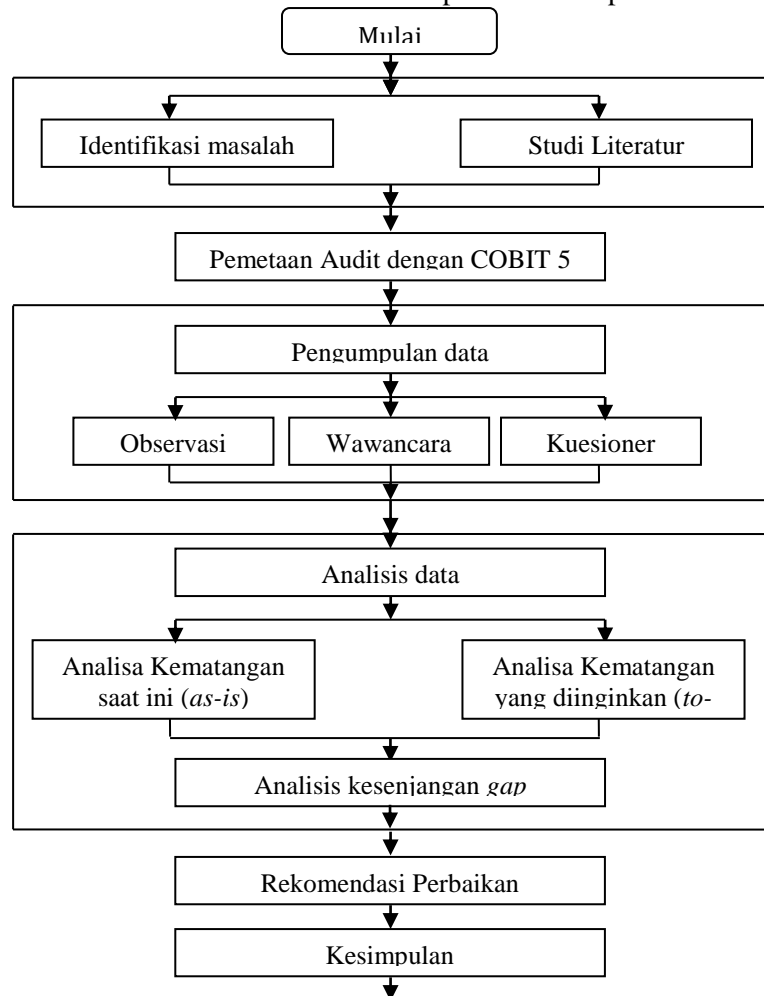 Mulai
Identifikasi masalah
Studi Literatur
Pemetaan Audit dengan COBIT 5
Pengumpulan data
Observasi
Wawancara
Kuesioner
Analisis data
Analisa Kematangan
saat ini (as-is)
Analisa Kematangan
yang diinginkan (to-
Analisis kesenjangan gap
Rekomendasi Perbaikan
Kesimpulan